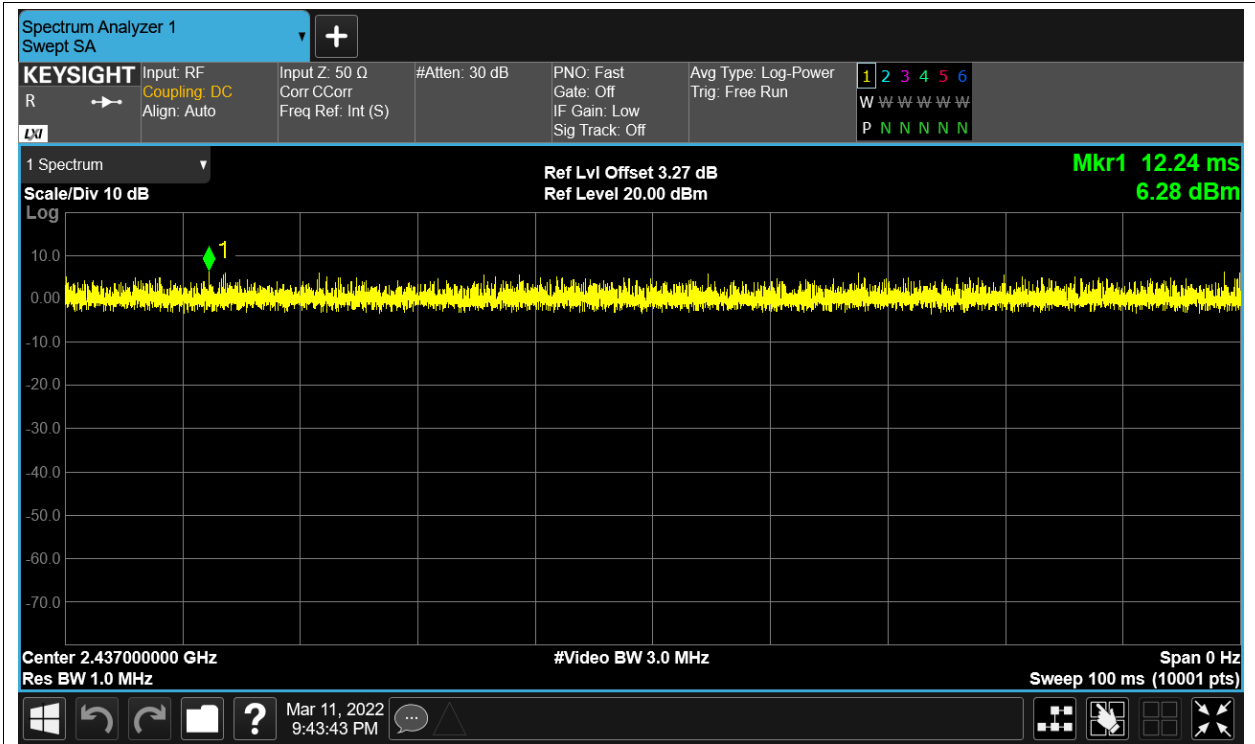 Spectrum Analyzer 1
Swept SA
▼
+
KEYSIGHT Input: RF Input Z: 50 Ω #Atten: 30 dB PNO: Fast Avg Type: Log-Power 1 2 3 4 5 6
R Coupling: DC Corr CCorr Gate: Off Trig: Free Run W W W W W W
Align: Auto Freq Ref: Int (S) IF Gain: Low
LXI Sig Track: Off P N N N N N
1 Spectrum ▼ Ref Lvl Offset 3.27 dB Mkr1 12.24 ms
Scale/Div 10 dB Ref Level 20.00 dBm 6.28 dBm
Log
1
10.0
0.00
-10.0
-20.0
-30.0
-40.0
-50.0
-60.0
-70.0
Center 2.437000000 GHz #Video BW 3.0 MHz Span 0 Hz
Res BW 1.0 MHz Sweep 100 ms (10001 pts)
? Mar 11, 2022
9:43:43 PM